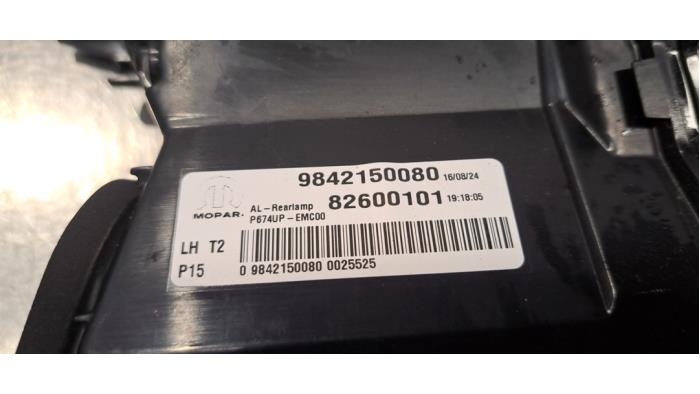 9842150080 16/08/24
AL-Rearlamp 82600101 19:18:05
MOPAR. P674UP-EMC00
LH T2
P15 0 9842150080 0025525